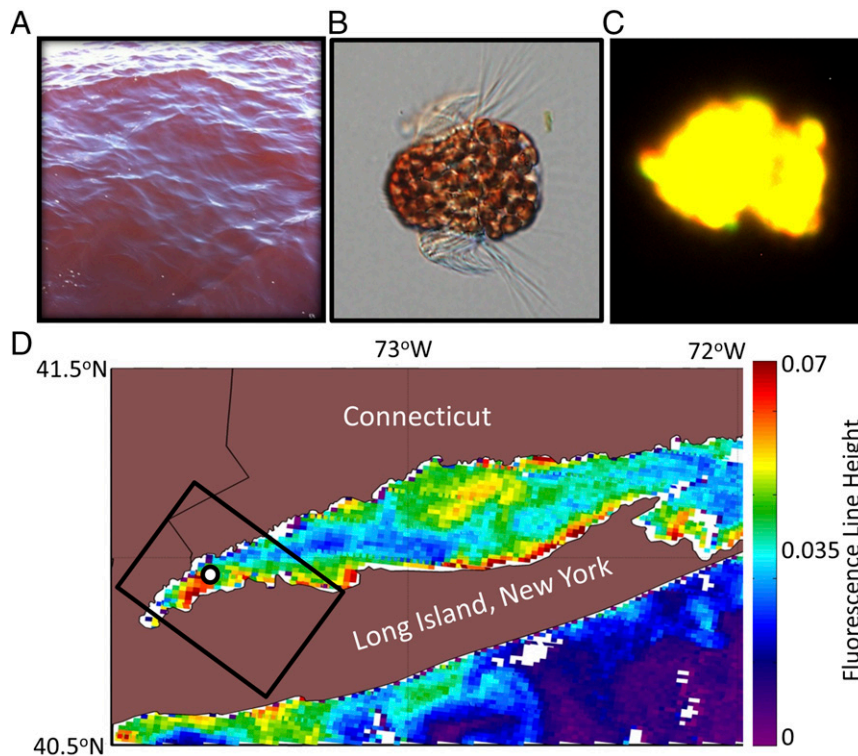 A
B
C
D
73°W
72°W
41.5°N
0.07
Connecticut
0.035
Long Island, New York
Fluorescence Line Height
40.5°N
0